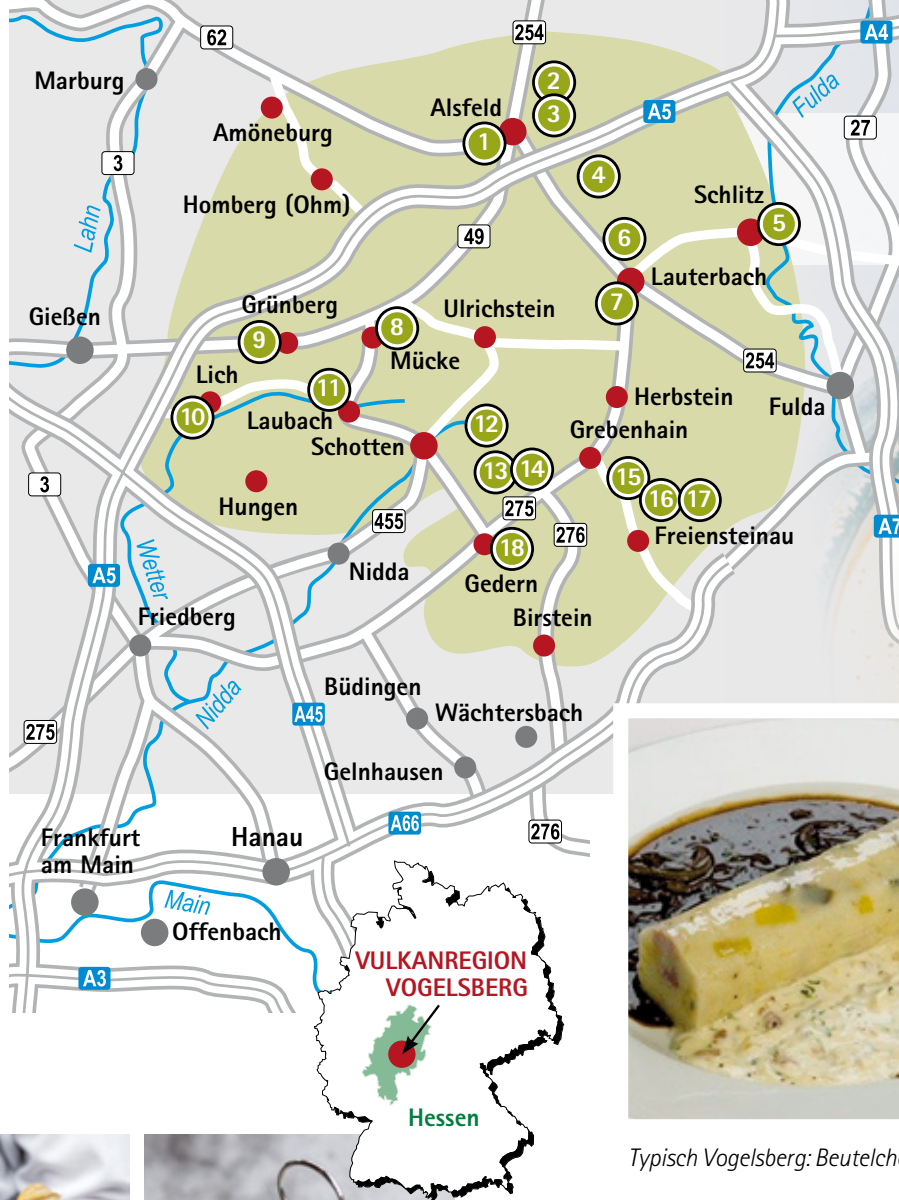 62
254
A4
Marburg
2
Fulda
Alsfeld
3
A5
Amöneburg
1
27
3
4
Homberg (Ohm)
Schlitz
5
Lahn
49
6
Lauterbach
Grünberg
Ulrichstein
7
Gießen
8
9
Mücke
254
Lich
11
Herbstein
Fulda
10
Laubach
12
Grebenhain
Schotten
13
14
15
3
Hungen
16
17
275
455
276
A7
Wetter
18
Freiensteinau
Nidda
A5
Gedern
Friedberg
Birstein
Büdingen
Nidda
A45
Wächtersbach
275
Gelnhausen
A66
276
Frankfurt
am Main
Hanau
Main
Offenbach
VULKANREGION
VOGELSBERG
A3
Hessen
Typisch Vogelsberg: